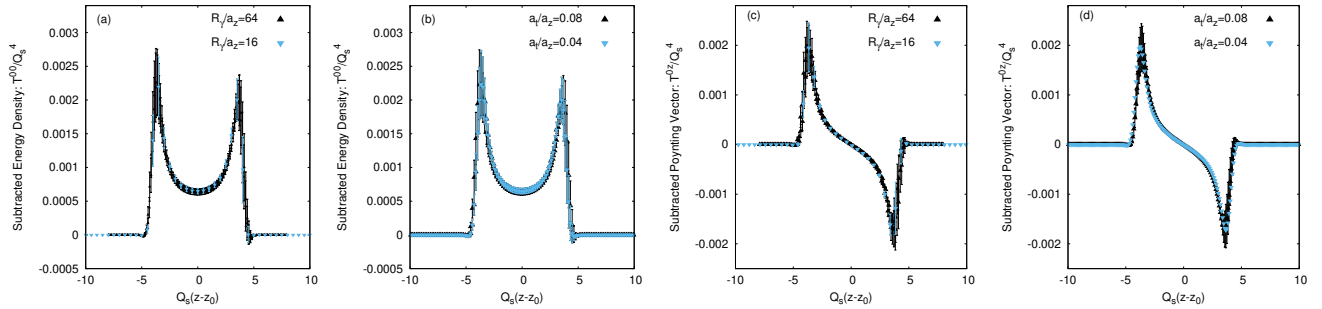 (a)
R_γ/a_z=64
R_γ/a_z=16
Subtracted Energy Density: T^00/Q_s^4
0.003
0.0025
0.002
0.0015
0.001
0.0005
0
-0.0005
-10 -5 0 5 10
Q_s(z-z_0)
(b)
a_t/a_z=0.08
a_t/a_z=0.04
Subtracted Energy Density: T^00/Q_s^4
0.003
0.0025
0.002
0.0015
0.001
0.0005
0
-0.0005
-10 -5 0 5 10
Q_s(z-z_0)
(c)
R_γ/a_z=64
R_γ/a_z=16
Subtracted Poynting Vector: T^0z/Q_s^4
0.002
0.001
0
-0.001
-0.002
-10 -5 0 5 10
Q_s(z-z_0)
(d)
a_t/a_z=0.08
a_t/a_z=0.04
Subtracted Poynting Vector: T^0z/Q_s^4
0.002
0.001
0
-0.001
-0.002
-10 -5 0 5 10
Q_s(z-z_0)